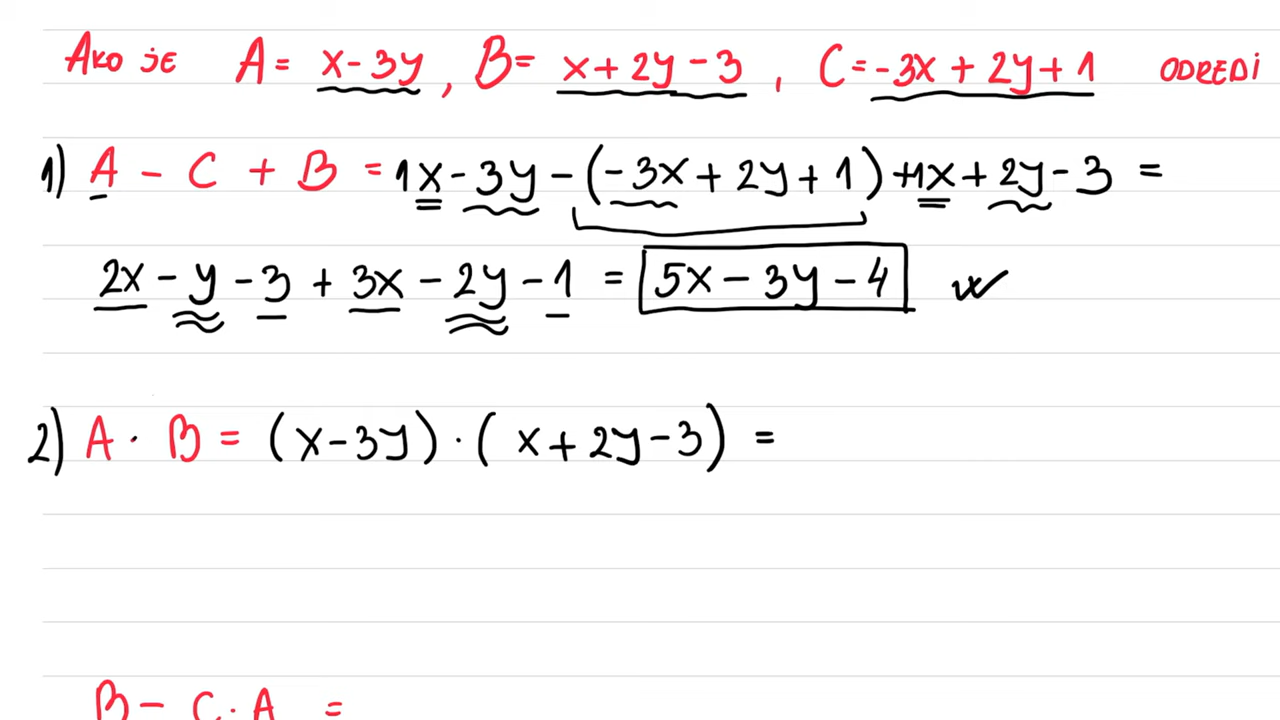 Ako je A = x - 3y, B = x + 2y - 3, C = -3x + 2y + 1 ODREDI
1) A - C + B = 1x - 3y - (-3x + 2y + 1) + 1x + 2y - 3 =
2x - y - 3 + 3x - 2y - 1 = 5x - 3y - 4
2) A · B = (x - 3y) · (x + 2y - 3) =
B - C · A =